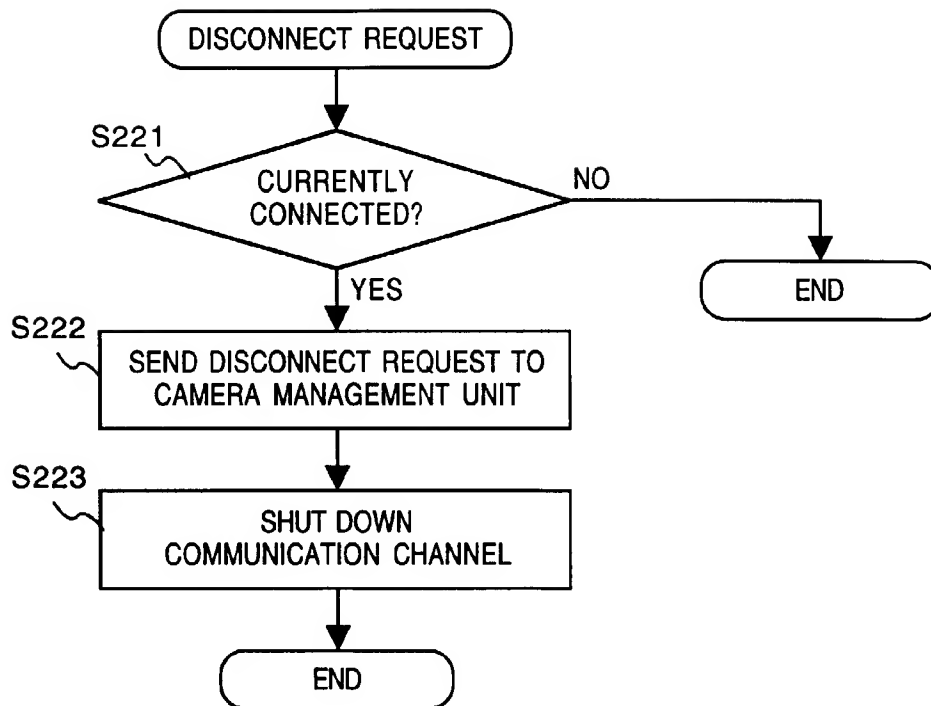 DISCONNECT REQUEST
S221
CURRENTLY
CONNECTED?
NO
END
YES
S222
SEND DISCONNECT REQUEST TO
CAMERA MANAGEMENT UNIT
S223
SHUT DOWN
COMMUNICATION CHANNEL
END